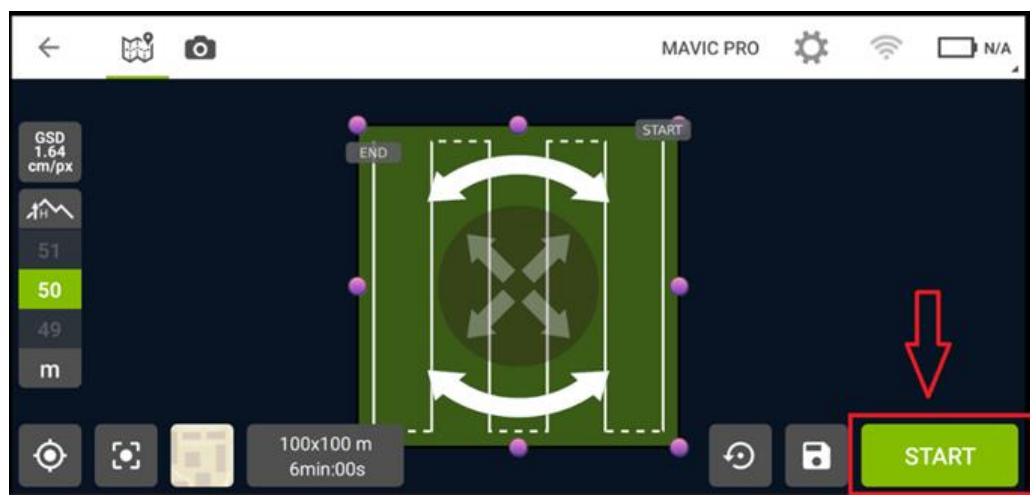 MAVIC PRO
N/A
GSD
1.64
cm/px
H
51
50
49
m
END
START
100x100 m
6min:00s
START